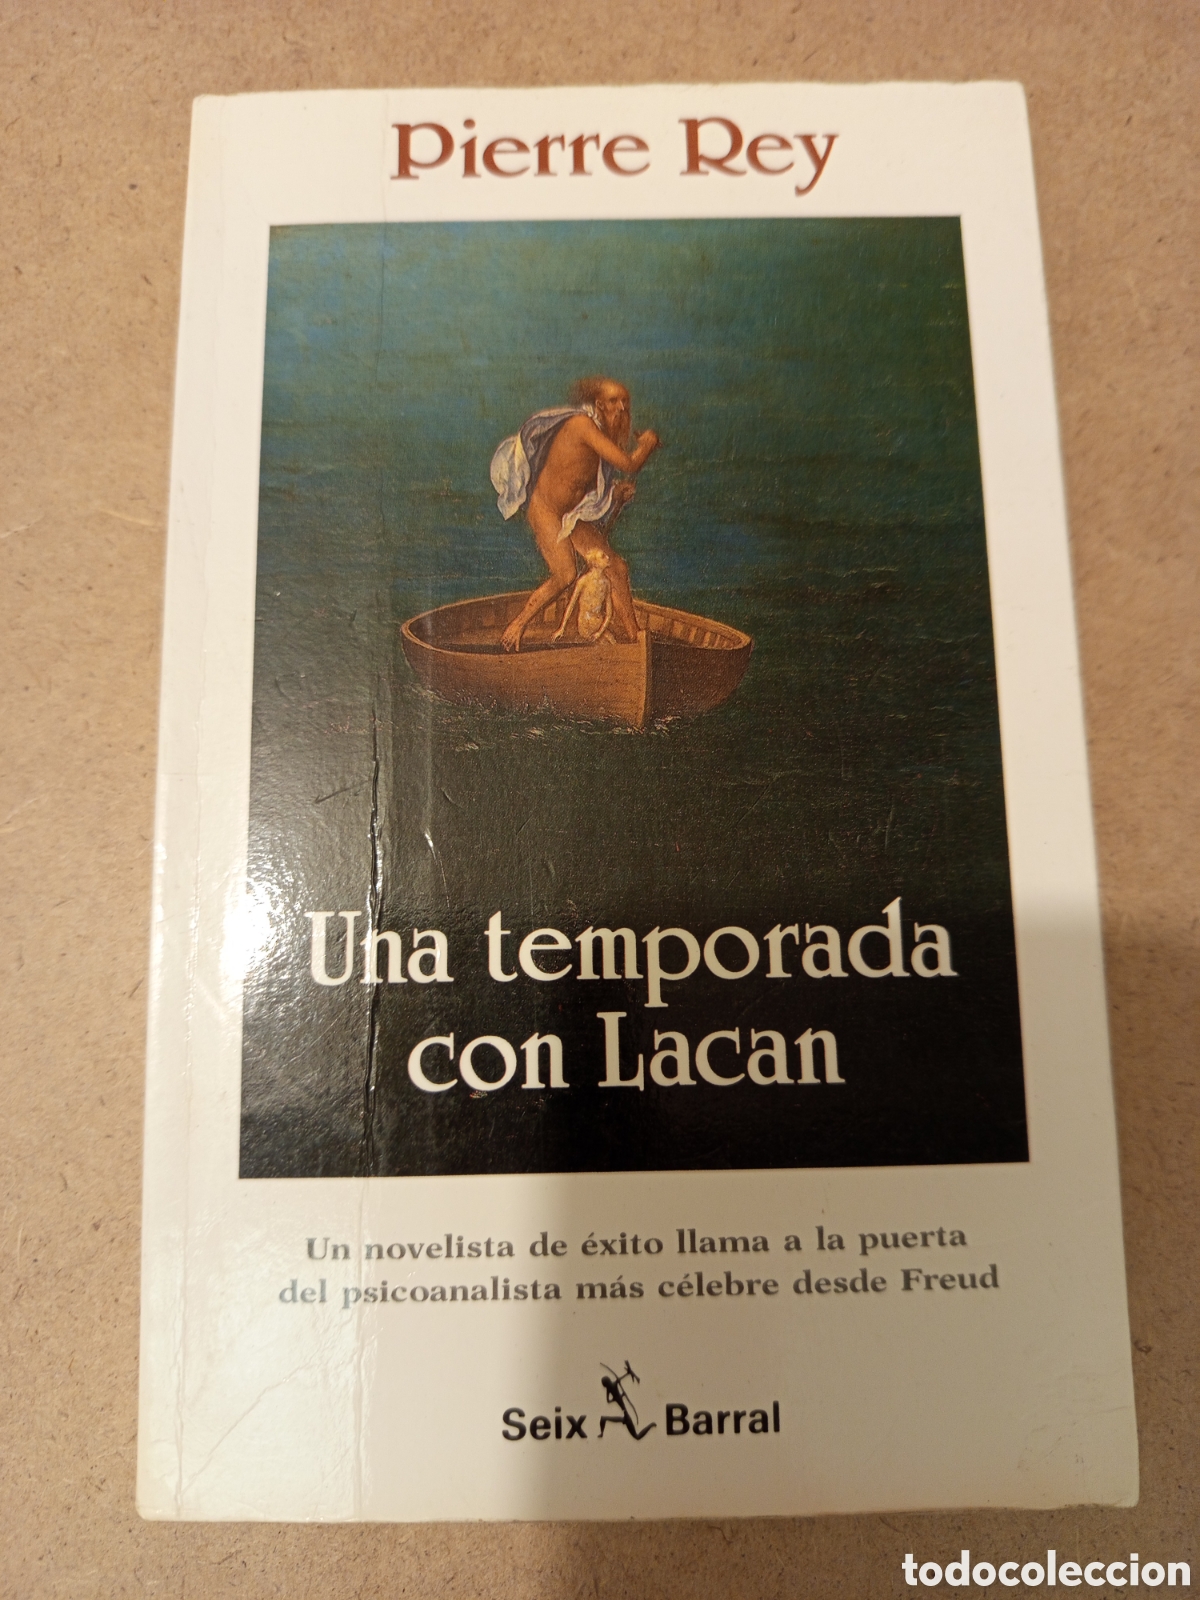 Pierre Rey
Una temporada
con Lacan
Un novelista de éxito llama a la puerta
del psicoanalista más célebre desde Freud
Seix Barral
todocoleccion